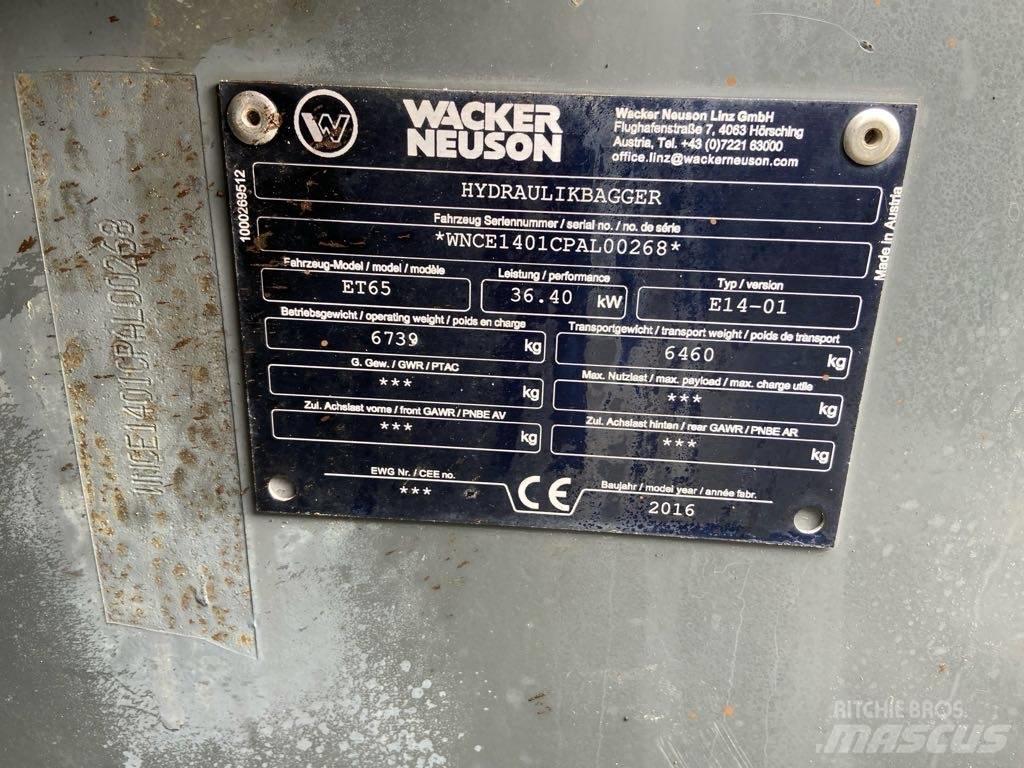 WNCE1401CPAL00268
1000269512
W
WACKER
NEUSON
Wacker Neuson Linz GmbH
Flughafenstraße 7, 4063 Hörsching
Austria, Tel. +43 (0)7221 63000
office.linz@wackerneuson.com
HYDRAULIKBAGGER
Made in Austria
Fahrzeug Seriennummer / serial no. / no. de série
*WNCE1401CPAL00268*
Fahrzeug-Model / model / modèle
ET65
Leistung / performance
36.40 kW
Typ / version
E14-01
Betriebsgewicht / operating weight / poids en charge
6739 kg
Transportgewicht / transport weight / poids de transport
6460 kg
G. Gew. / GWR / PTAC
*** kg
Max. Nutzlast / max. payload / max. charge utile
*** kg
Zul. Achslast vorne / front GAWR / PNBE AV
*** kg
Zul. Achslast hinten / rear GAWR / PNBE AR
*** kg
EWG Nr. / CEE no.
***
CE
Baujahr / model year / année fabr.
2016
RITCHIE BROS.
MASCUS